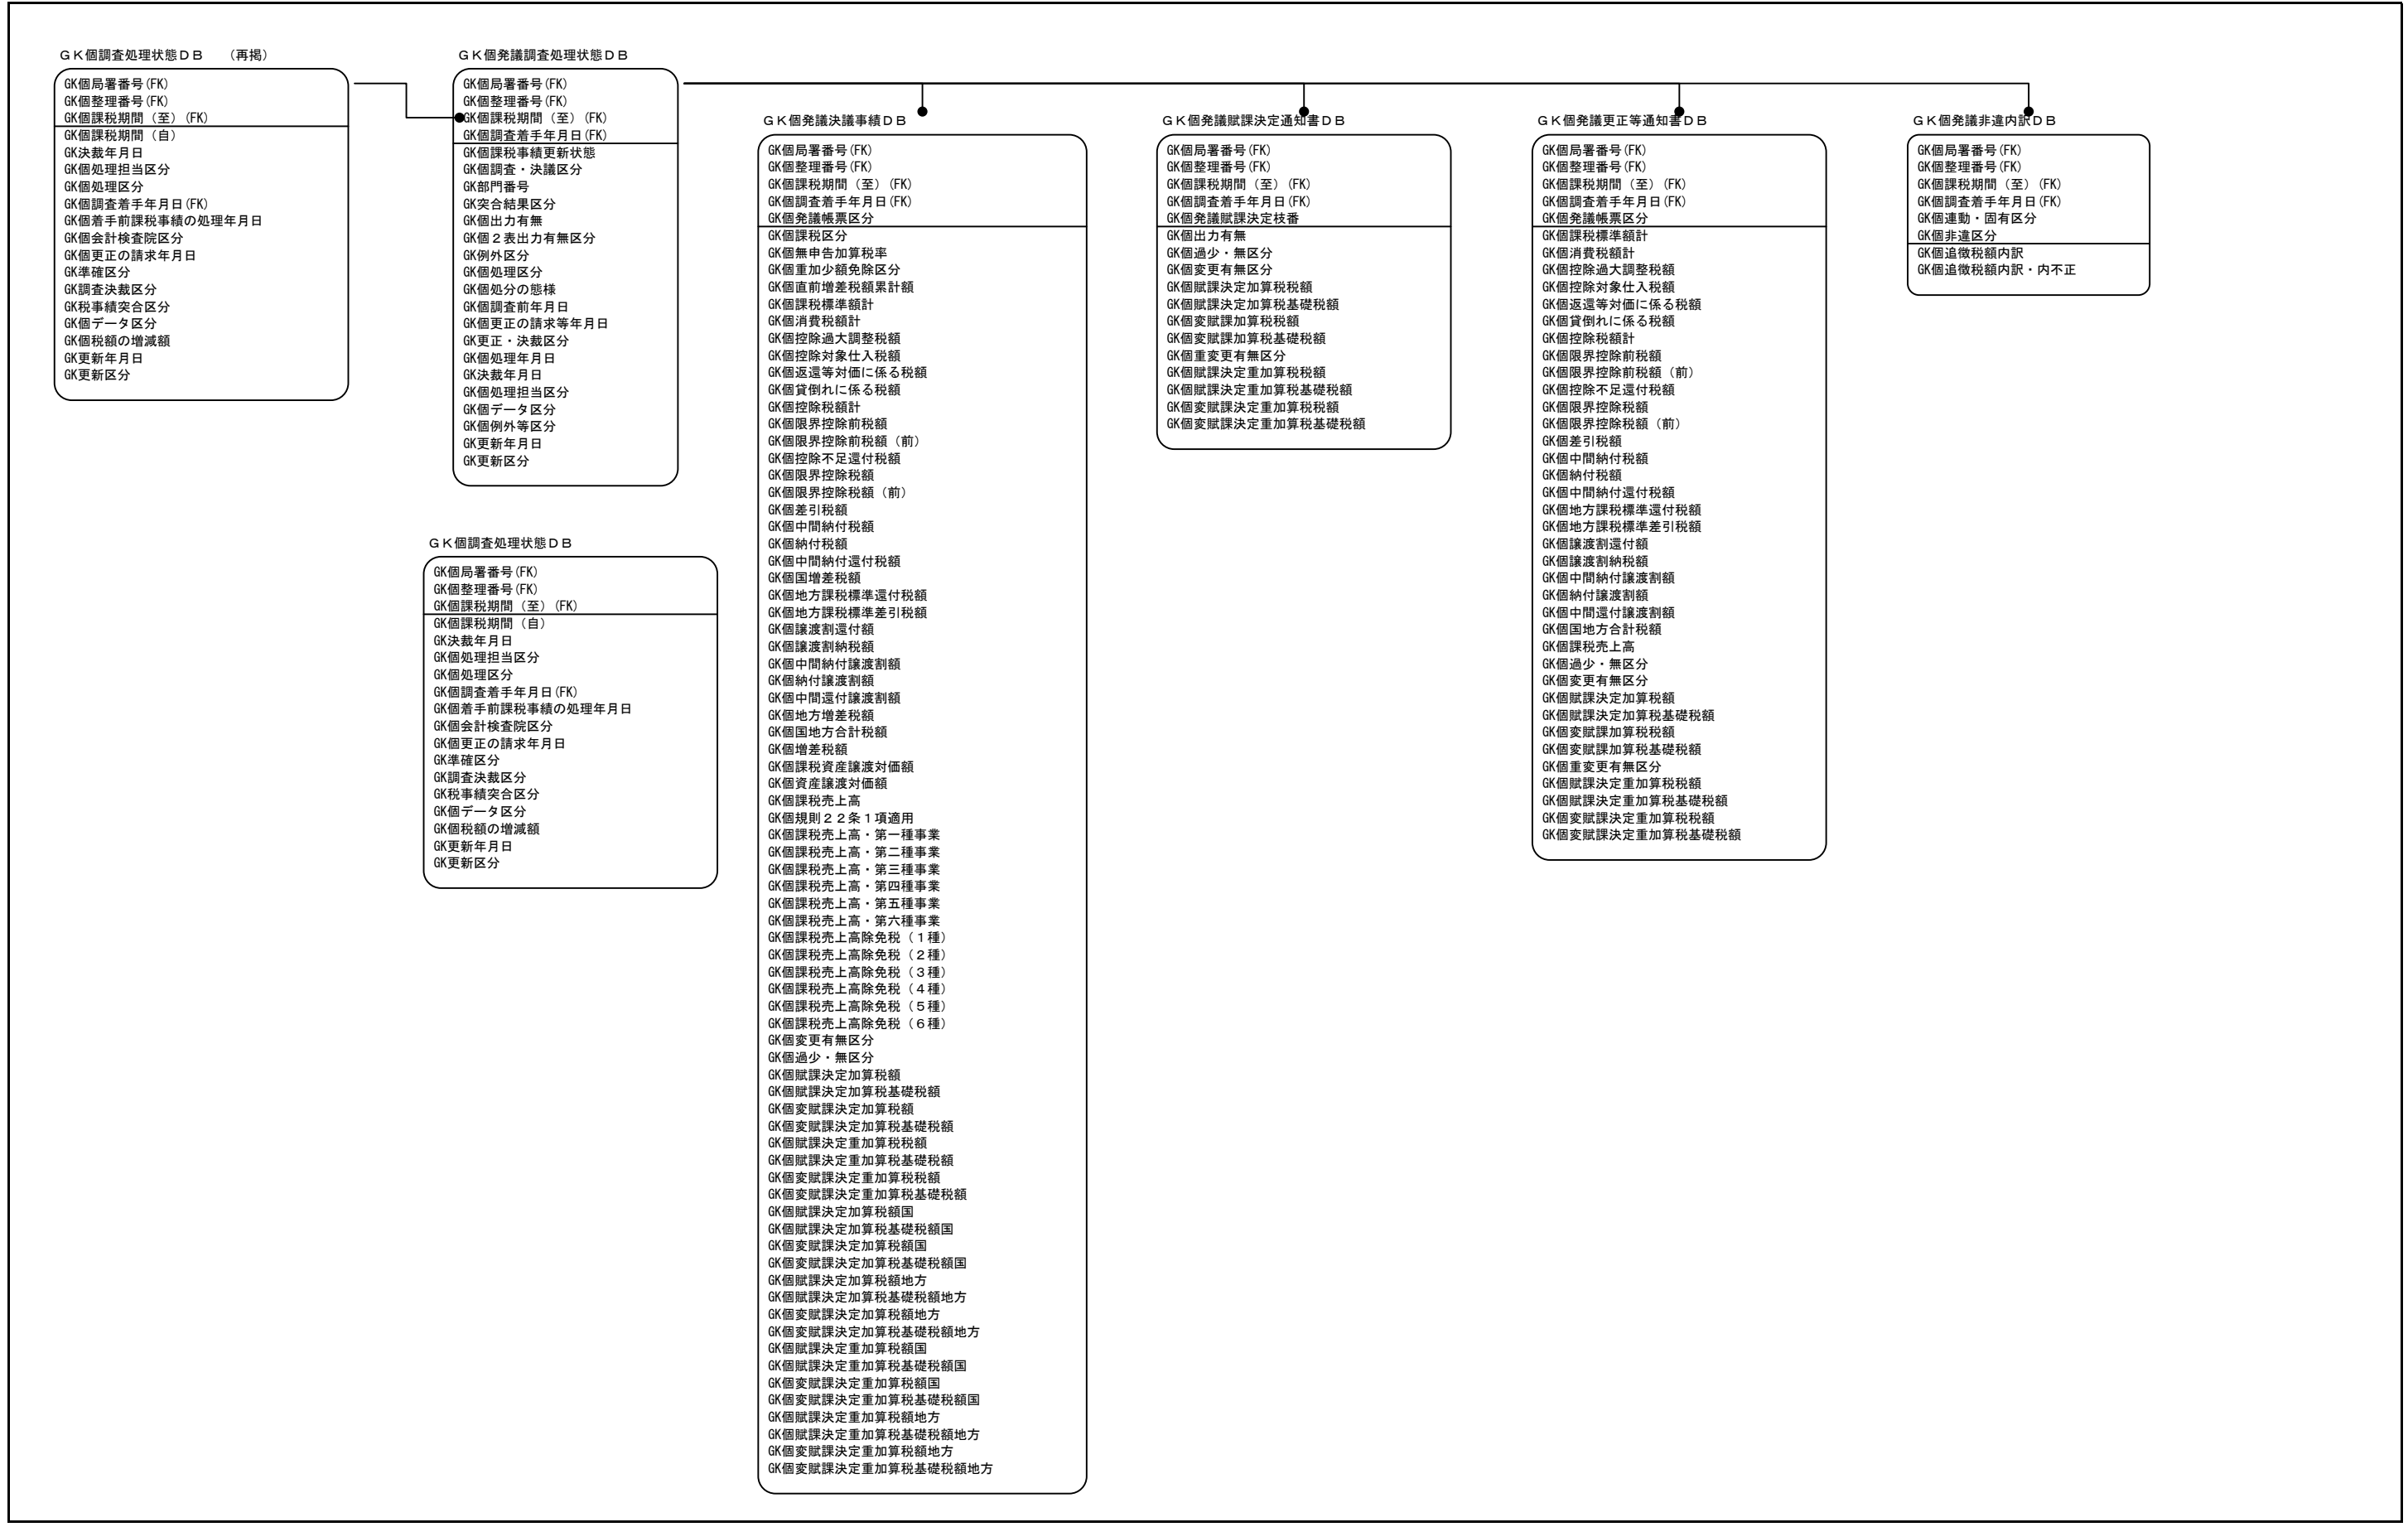 ＧＫ個調査処理状態ＤＢ　（再掲）
GK個局署番号(FK)
GK個整理番号(FK)
GK個課税期間（至）(FK)
GK個課税期間（自）
GK決裁年月日
GK個処理担当区分
GK個処理区分
GK個調査着手年月日(FK)
GK個着手前課税事績の処理年月日
GK個会計検査院区分
GK個更正の請求年月日
GK準確区分
GK調査決裁区分
GK税事績突合区分
GK個データ区分
GK個税額の増減額
GK更新年月日
GK更新区分
ＧＫ個発議調査処理状態ＤＢ
GK個局署番号(FK)
GK個整理番号(FK)
GK個課税期間（至）(FK)
GK個調査着手年月日(FK)
GK個課税事績更新状態
GK個調査・決議区分
GK部門番号
GK突合結果区分
GK個出力有無
GK個２表出力有無区分
GK例外区分
GK個処理区分
GK個処分の態様
GK個調査前年月日
GK個更正の請求等年月日
GK更正・決裁区分
GK個処理年月日
GK決裁年月日
GK個処理担当区分
GK個データ区分
GK個例外等区分
GK更新年月日
GK更新区分
ＧＫ個調査処理状態ＤＢ
GK個局署番号(FK)
GK個整理番号(FK)
GK個課税期間（至）(FK)
GK個課税期間（自）
GK決裁年月日
GK個処理担当区分
GK個処理区分
GK個調査着手年月日(FK)
GK個着手前課税事績の処理年月日
GK個会計検査院区分
GK個更正の請求年月日
GK準確区分
GK調査決裁区分
GK税事績突合区分
GK個データ区分
GK個税額の増減額
GK更新年月日
GK更新区分
ＧＫ個発議決議事績ＤＢ
GK個局署番号(FK)
GK個整理番号(FK)
GK個課税期間（至）(FK)
GK個調査着手年月日(FK)
GK個発議帳票区分
GK個課税区分
GK個無申告加算税率
GK個重加少額免除区分
GK個直前増差税額累計額
GK個課税標準額計
GK個消費税額計
GK個控除過大調整税額
GK個控除対象仕入税額
GK個返還等対価に係る税額
GK個貸倒れに係る税額
GK個控除税額計
GK個限界控除前税額
GK個限界控除前税額（前）
GK個控除不足還付税額
GK個限界控除税額
GK個限界控除税額（前）
GK個差引税額
GK個中間納付税額
GK個納付税額
GK個中間納付還付税額
GK個国増差税額
GK個地方課税標準還付税額
GK個地方課税標準差引税額
GK個譲渡割還付額
GK個譲渡割納税額
GK個中間納付譲渡割額
GK個納付譲渡割額
GK個中間還付譲渡割額
GK個地方増差税額
GK個国地方合計税額
GK個増差税額
GK個課税資産譲渡対価額
GK個資産譲渡対価額
GK個課税売上高
GK個規則２２条１項適用
GK個課税売上高・第一種事業
GK個課税売上高・第二種事業
GK個課税売上高・第三種事業
GK個課税売上高・第四種事業
GK個課税売上高・第五種事業
GK個課税売上高・第六種事業
GK個課税売上高除免税（１種）
GK個課税売上高除免税（２種）
GK個課税売上高除免税（３種）
GK個課税売上高除免税（４種）
GK個課税売上高除免税（５種）
GK個課税売上高除免税（６種）
GK個変更有無区分
GK個過少・無区分
GK個賦課決定加算税額
GK個賦課決定加算税基礎税額
GK個変賦課決定加算税額
GK個変賦課決定加算税基礎税額
GK個賦課決定重加算税税額
GK個賦課決定重加算税基礎税額
GK個変賦課決定重加算税税額
GK個変賦課決定重加算税基礎税額
GK個賦課決定加算税額国
GK個賦課決定加算税基礎税額国
GK個変賦課決定加算税額国
GK個変賦課決定加算税基礎税額国
GK個賦課決定加算税額地方
GK個賦課決定加算税基礎税額地方
GK個変賦課決定加算税額地方
GK個変賦課決定加算税基礎税額地方
GK個賦課決定重加算税額国
GK個賦課決定重加算税基礎税額国
GK個変賦課決定重加算税額国
GK個変賦課決定重加算税基礎税額国
GK個賦課決定重加算税額地方
GK個賦課決定重加算税基礎税額地方
GK個変賦課決定重加算税額地方
GK個変賦課決定重加算税基礎税額地方
ＧＫ個発議賦課決定通知書ＤＢ
GK個局署番号(FK)
GK個整理番号(FK)
GK個課税期間（至）(FK)
GK個調査着手年月日(FK)
GK個発議賦課決定枝番
GK個出力有無
GK個過少・無区分
GK個変更有無区分
GK個賦課決定加算税税額
GK個賦課決定加算税基礎税額
GK個変賦課加算税税額
GK個変賦課加算税基礎税額
GK個重変更有無区分
GK個賦課決定重加算税税額
GK個賦課決定重加算税基礎税額
GK個変賦課決定重加算税税額
GK個変賦課決定重加算税基礎税額
ＧＫ個発議更正等通知書ＤＢ
GK個局署番号(FK)
GK個整理番号(FK)
GK個課税期間（至）(FK)
GK個調査着手年月日(FK)
GK個発議帳票区分
GK個課税標準額計
GK個消費税額計
GK個控除過大調整税額
GK個控除対象仕入税額
GK個返還等対価に係る税額
GK個貸倒れに係る税額
GK個控除税額計
GK個限界控除前税額
GK個限界控除前税額（前）
GK個控除不足還付税額
GK個限界控除税額
GK個限界控除税額（前）
GK個差引税額
GK個中間納付税額
GK個納付税額
GK個中間納付還付税額
GK個地方課税標準還付税額
GK個地方課税標準差引税額
GK個譲渡割還付額
GK個譲渡割納税額
GK個中間納付譲渡割額
GK個納付譲渡割額
GK個中間還付譲渡割額
GK個国地方合計税額
GK個課税売上高
GK個過少・無区分
GK個変更有無区分
GK個賦課決定加算税額
GK個賦課決定加算税基礎税額
GK個変賦課加算税税額
GK個変賦課加算税基礎税額
GK個重変更有無区分
GK個賦課決定重加算税税額
GK個賦課決定重加算税基礎税額
GK個変賦課決定重加算税税額
GK個変賦課決定重加算税基礎税額
ＧＫ個発議非違内訳ＤＢ
GK個局署番号(FK)
GK個整理番号(FK)
GK個課税期間（至）(FK)
GK個調査着手年月日(FK)
GK個連動・固有区分
GK個非違区分
GK個追徴税額内訳
GK個追徴税額内訳・内不正